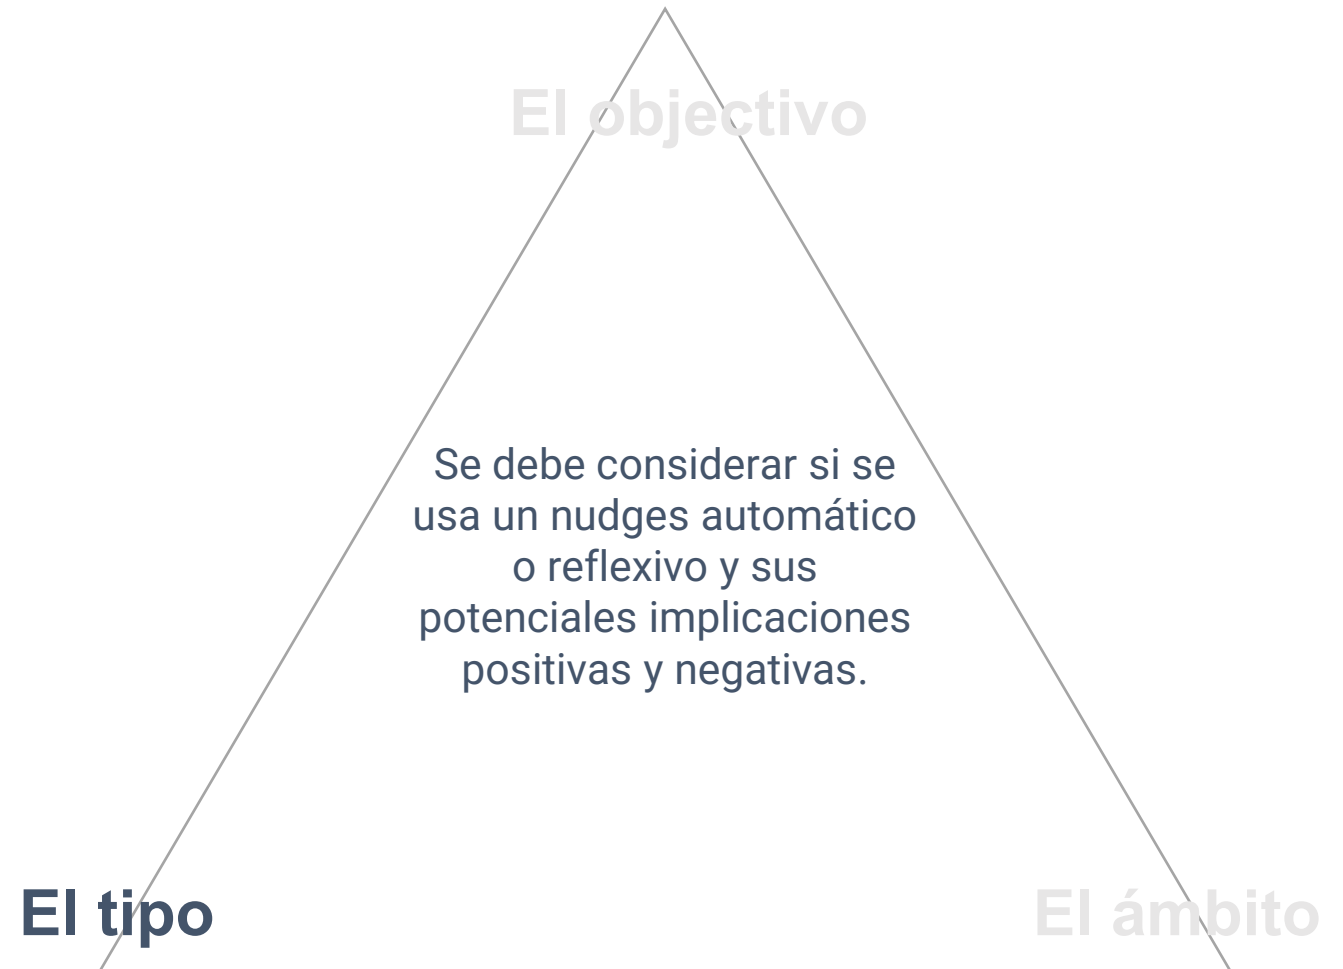 El objectivo
Se debe considerar si se
usa un nudges automático
o reflexivo y sus
potenciales implicaciones
positivas y negativas.
El tipo
El ámbito